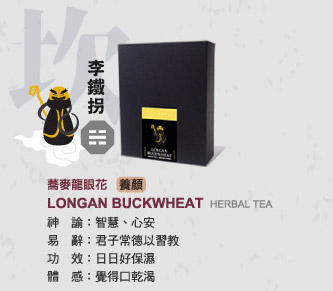 坎
李鐵拐
LONGAN
BUCKWHEAT
蕎麥龍眼花 養顏
LONGAN BUCKWHEAT HERBAL TEA
神 諭：智慧、心安
易 辭：君子常德以習教
功 效：日日好保濕
體 感：覺得口乾渴